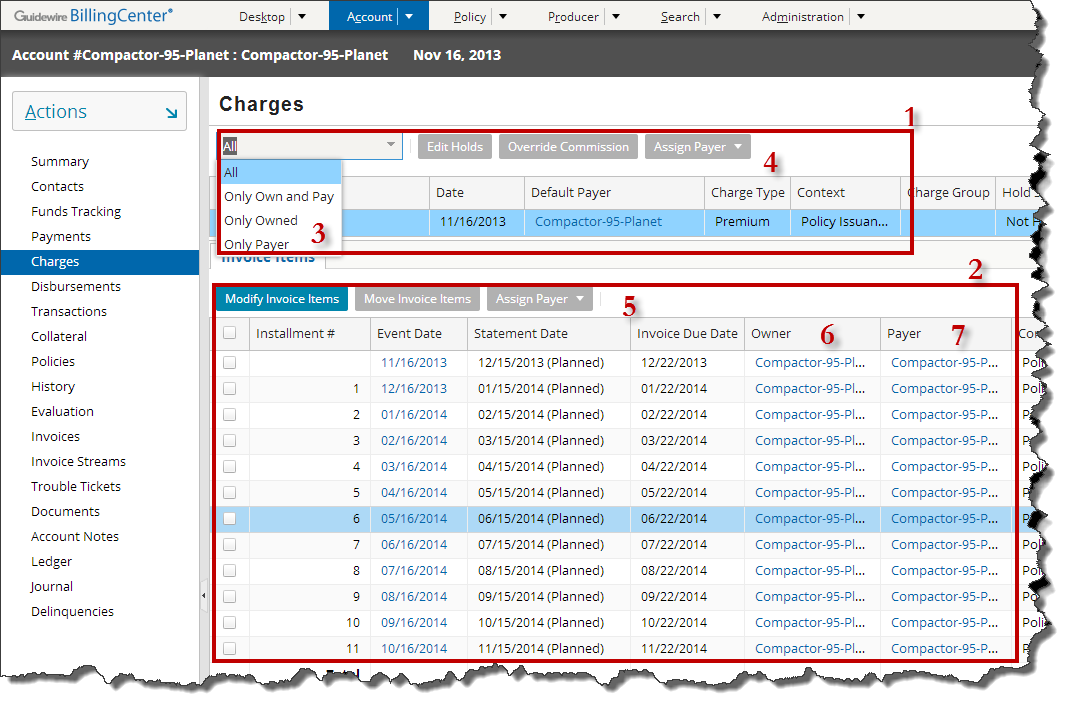 Guidewire BillingCenter® Desktop Account Policy Producer Search Administration
Account #Compactor-95-Planet : Compactor-95-Planet Nov 16, 2013
Actions
Summary
Contacts
Funds Tracking
Payments
Charges
Disbursements
Transactions
Collateral
Policies
History
Evaluation
Invoices
Invoice Streams
Trouble Tickets
Documents
Account Notes
Ledger
Journal
Delinquencies
Charges
1
All Edit Holds Override Commission Assign Payer
4
All
Only Own and Pay
Only Owned
Only Payer
3
Date Default Payer Charge Type Context Charge Group Hold
11/16/2013 Compactor-95-Planet Premium Policy Issuan... Not
Invoice Items
2
Modify Invoice Items Move Invoice Items Assign Payer
5
Installment # Event Date Statement Date Invoice Due Date Owner 6 Payer 7
11/16/2013 12/15/2013 (Planned) 12/22/2013 Compactor-95-Pl... Compactor-95-P...
1 12/16/2013 01/15/2014 (Planned) 01/22/2014 Compactor-95-Pl... Compactor-95-P...
2 01/16/2014 02/15/2014 (Planned) 02/22/2014 Compactor-95-Pl... Compactor-95-P...
3 02/16/2014 03/15/2014 (Planned) 03/22/2014 Compactor-95-Pl... Compactor-95-P...
4 03/16/2014 04/15/2014 (Planned) 04/22/2014 Compactor-95-Pl... Compactor-95-P...
5 04/16/2014 05/15/2014 (Planned) 05/22/2014 Compactor-95-Pl... Compactor-95-P...
6 05/16/2014 06/15/2014 (Planned) 06/22/2014 Compactor-95-Pl... Compactor-95-P...
7 06/16/2014 07/15/2014 (Planned) 07/22/2014 Compactor-95-Pl... Compactor-95-P...
8 07/16/2014 08/15/2014 (Planned) 08/22/2014 Compactor-95-Pl... Compactor-95-P...
9 08/16/2014 09/15/2014 (Planned) 09/22/2014 Compactor-95-Pl... Compactor-95-P...
10 09/16/2014 10/15/2014 (Planned) 10/22/2014 Compactor-95-Pl... Compactor-95-P...
11 10/16/2014 11/15/2014 (Planned) 11/22/2014 Compactor-95-Pl... Compactor-95-P...